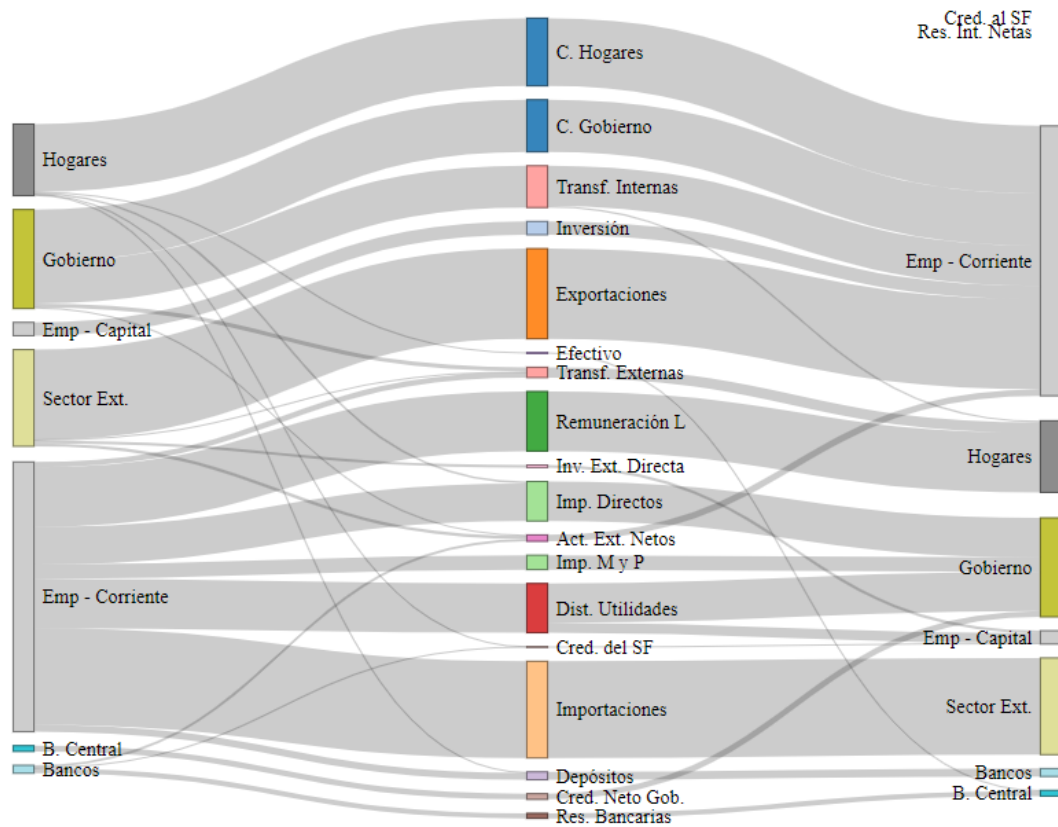 Cred. al SF
Res. Int. Netas
Hogares
Gobierno
Emp - Capital
Sector Ext.
Emp - Corriente
B. Central
Bancos
C. Hogares
C. Gobierno
Transf. Internas
Inversión
Exportaciones
Efectivo
Transf. Externas
Remuneración L
Inv. Ext. Directa
Imp. Directos
Act. Ext. Netos
Imp. M y P
Dist. Utilidades
Cred. del SF
Importaciones
Depósitos
Cred. Neto Gob.
Res. Bancarias
Emp - Corriente
Hogares
Gobierno
Emp - Capital
Sector Ext.
Bancos
B. Central